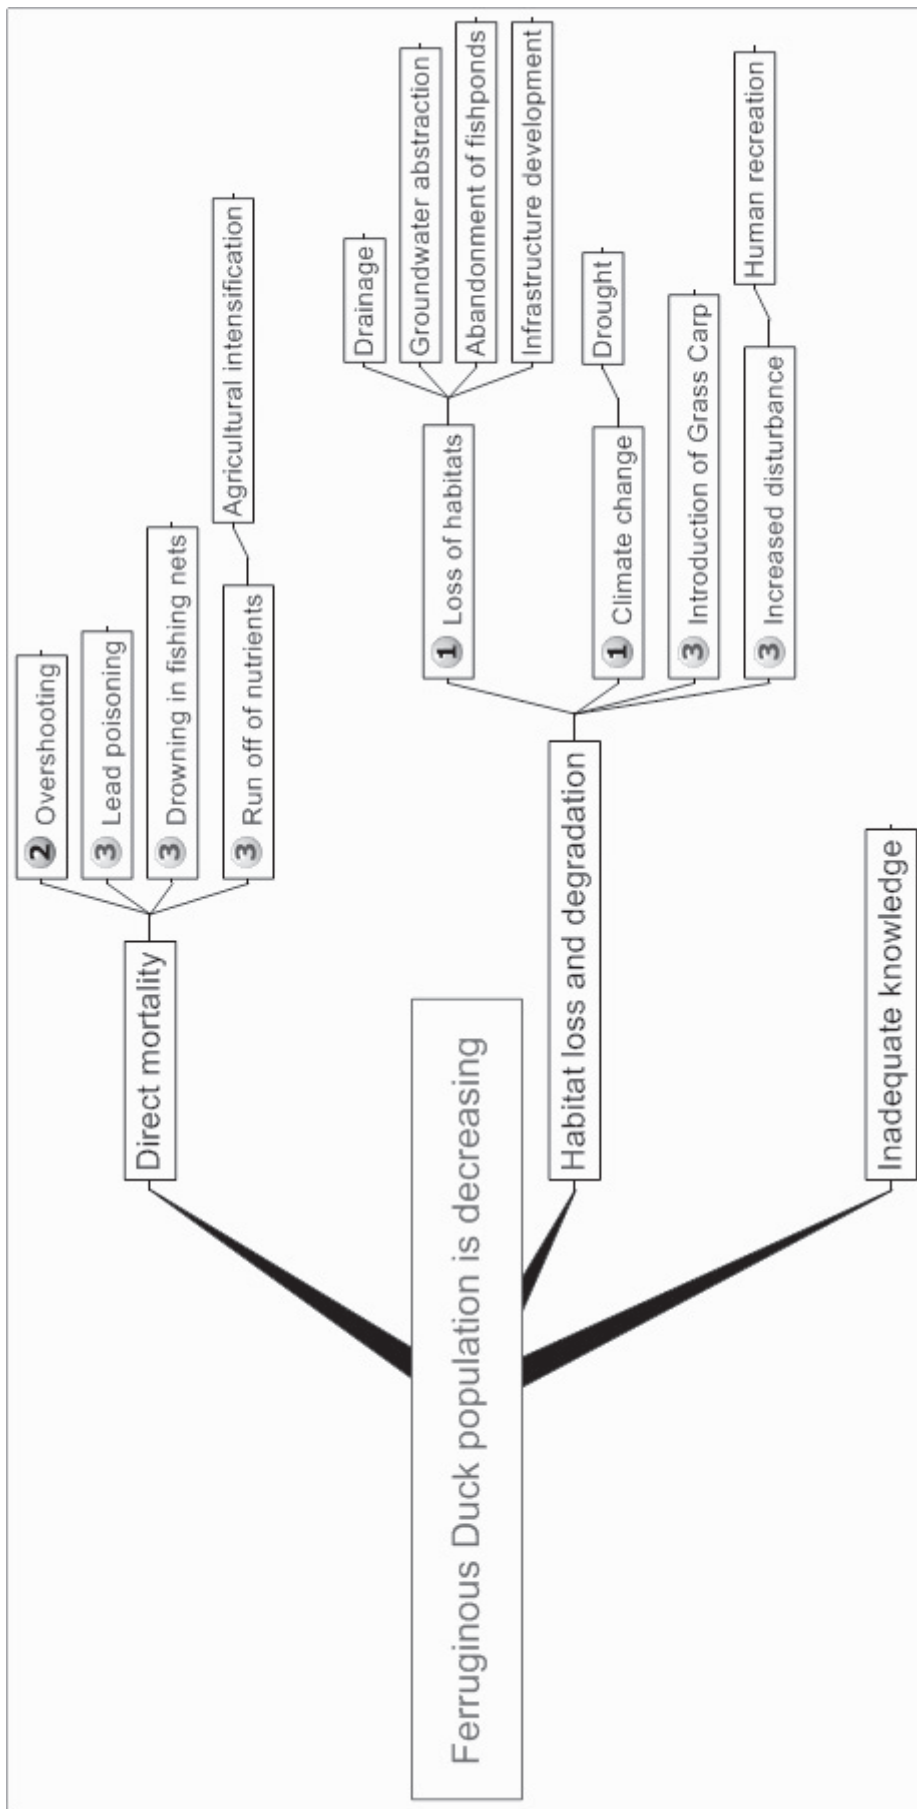 Ferruginous Duck population is decreasing
Direct mortality
2 Overshooting
3 Lead poisoning
3 Drowning in fishing nets
3 Run off of nutrients
Agricultural intensification
Habitat loss and degradation
1 Loss of habitats
Drainage
Groundwater abstraction
Abandonment of fishponds
Infrastructure development
1 Climate change
Drought
3 Introduction of Grass Carp
3 Increased disturbance
Human recreation
Inadequate knowledge